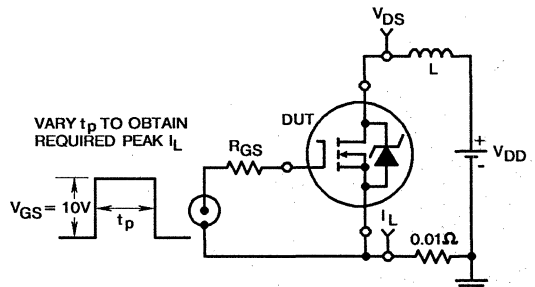 VDS
L
VARY tp TO OBTAIN
REQUIRED PEAK IL
DUT
RGS
+
VDD
-
VGS = 10V
tp
IL
0.01Ω